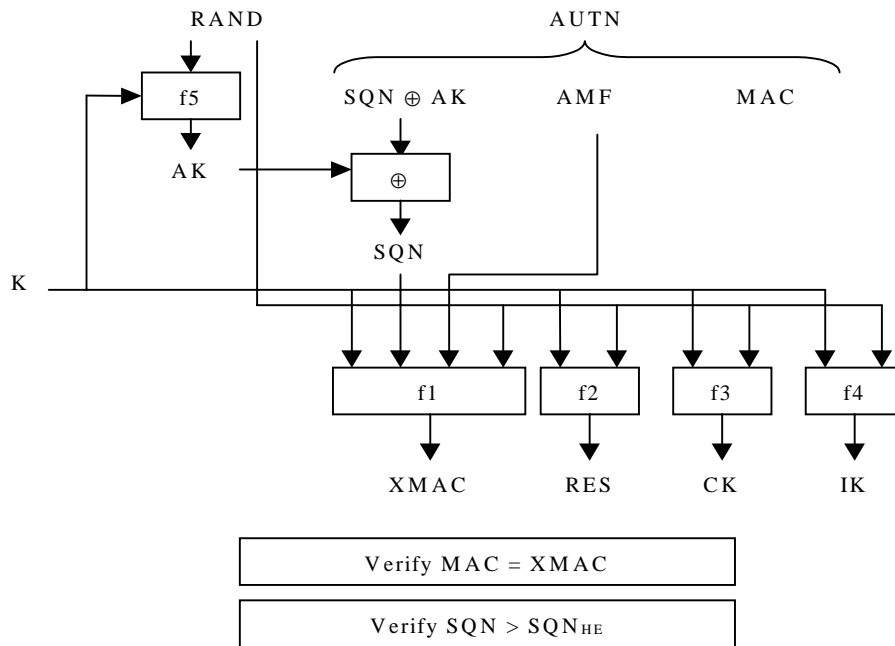 RAND
AUTN
f5
SQN ⊕ AK
AMF
MAC
AK
⊕
SQN
K
f1
f2
f3
f4
XMAC
RES
CK
IK
Verify MAC = XMAC
Verify SQN > SQNHE